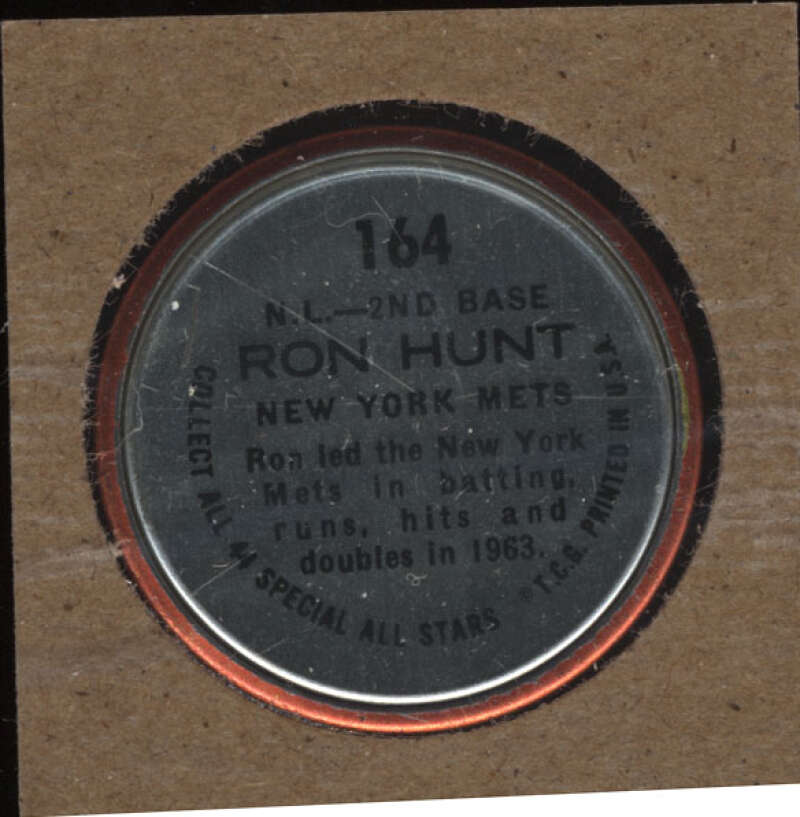 164
N.L.—2ND BASE
RON HUNT
NEW YORK METS
Ron led the New York
Mets in batting,
runs, hits and
doubles in 1963.
COLLECT ALL 44 SPECIAL ALL STARS
© T.C.G. PRINTED IN USA